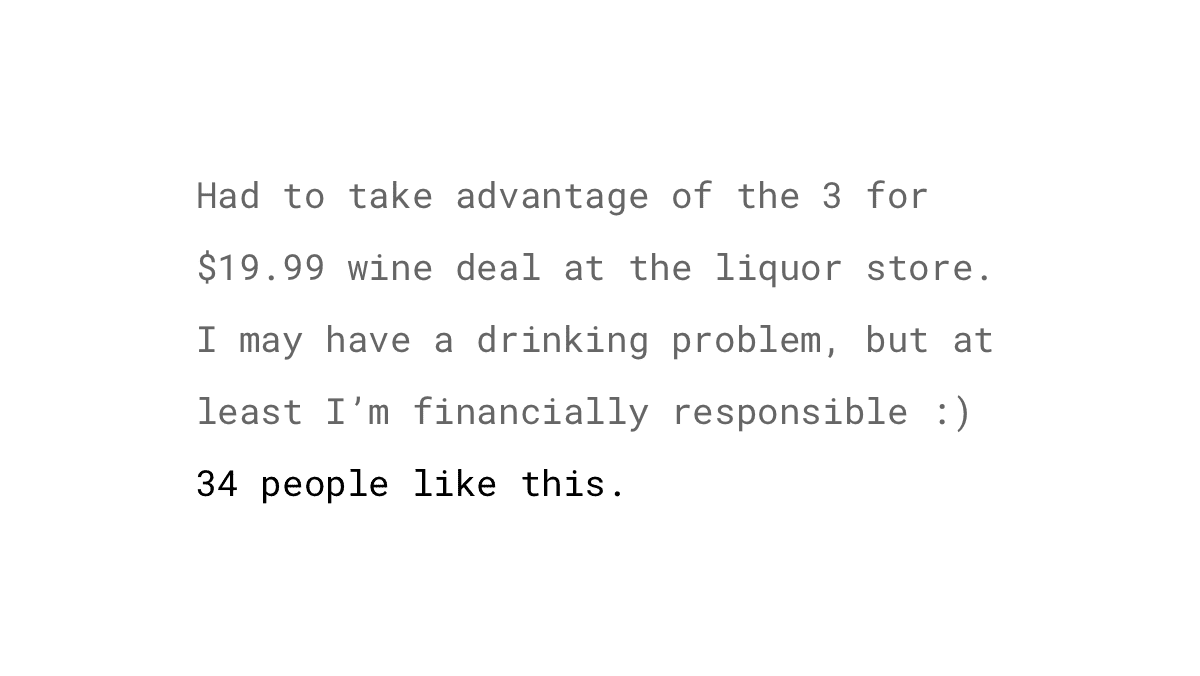 Had to take advantage of the 3 for
$19.99 wine deal at the liquor store.
I may have a drinking problem, but at
least I’m financially responsible :)
34 people like this.